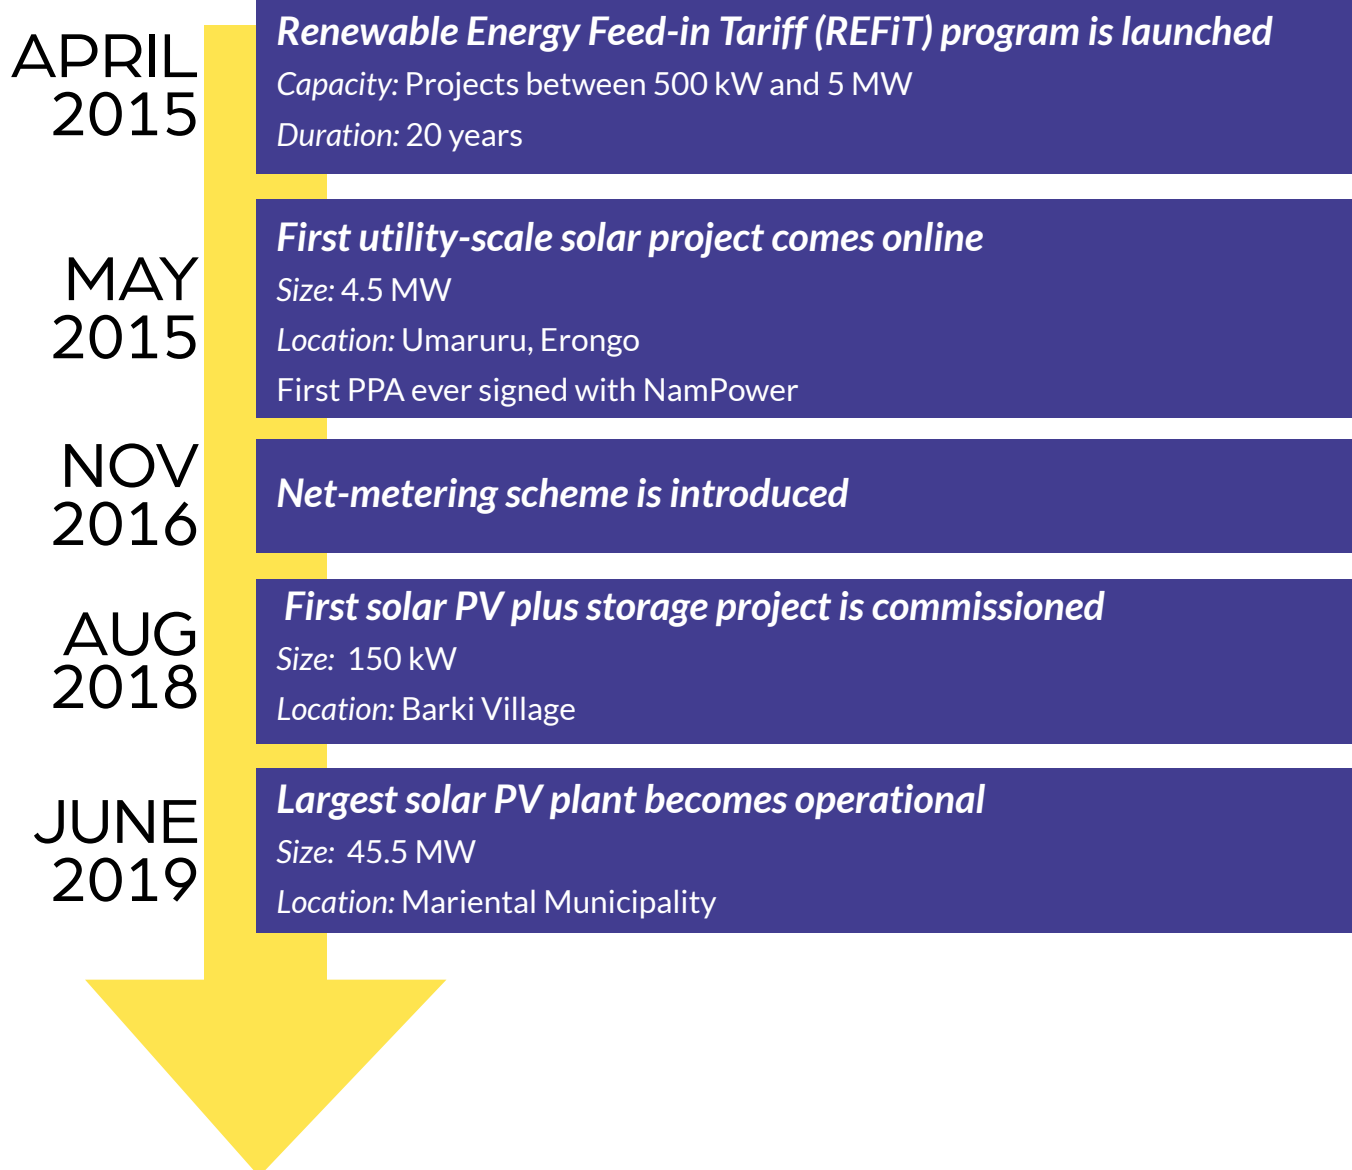 APRIL
2015
Renewable Energy Feed-in Tariff (REFiT) program is launched
Capacity: Projects between 500 kW and 5 MW
Duration: 20 years
MAY
2015
First utility-scale solar project comes online
Size: 4.5 MW
Location: Umaruru, Erongo
First PPA ever signed with NamPower
NOV
2016
Net-metering scheme is introduced
AUG
2018
First solar PV plus storage project is commissioned
Size: 150 kW
Location: Barki Village
JUNE
2019
Largest solar PV plant becomes operational
Size: 45.5 MW
Location: Mariental Municipality